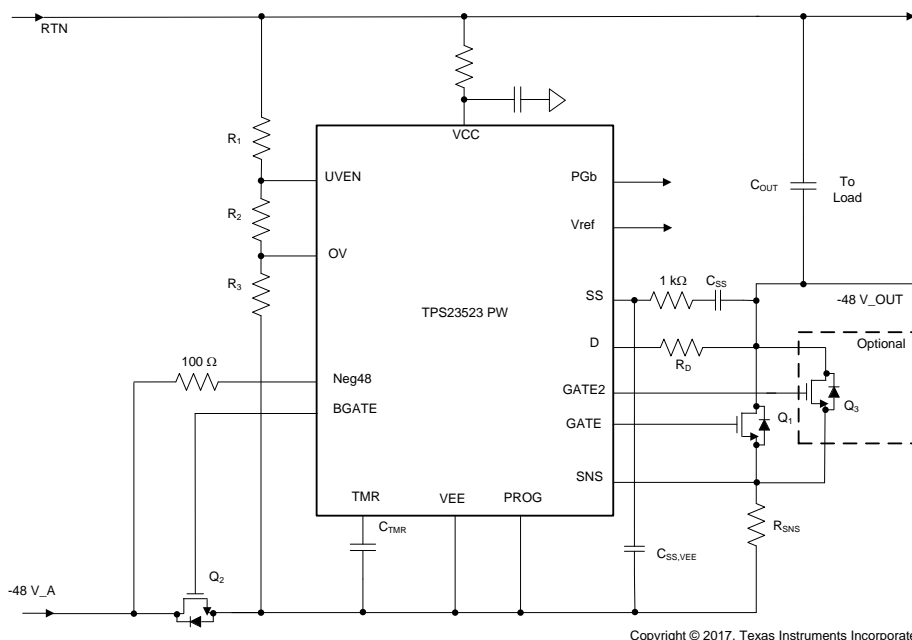 RTN
VCC
R1
UVEN
PGb
COUT
To
Load
R2
Vref
OV
R3
1 kΩ
CSS
SS
-48 V_OUT
TPS23523 PW
D
Optional
RD
100 Ω
Neg48
GATE2
BGATE
Q3
GATE
Q1
SNS
TMR
VEE
PROG
RSNS
CTMR
CSS,VEE
Q2
-48 V_A
Copyright © 2017, Texas Instruments Incorporate